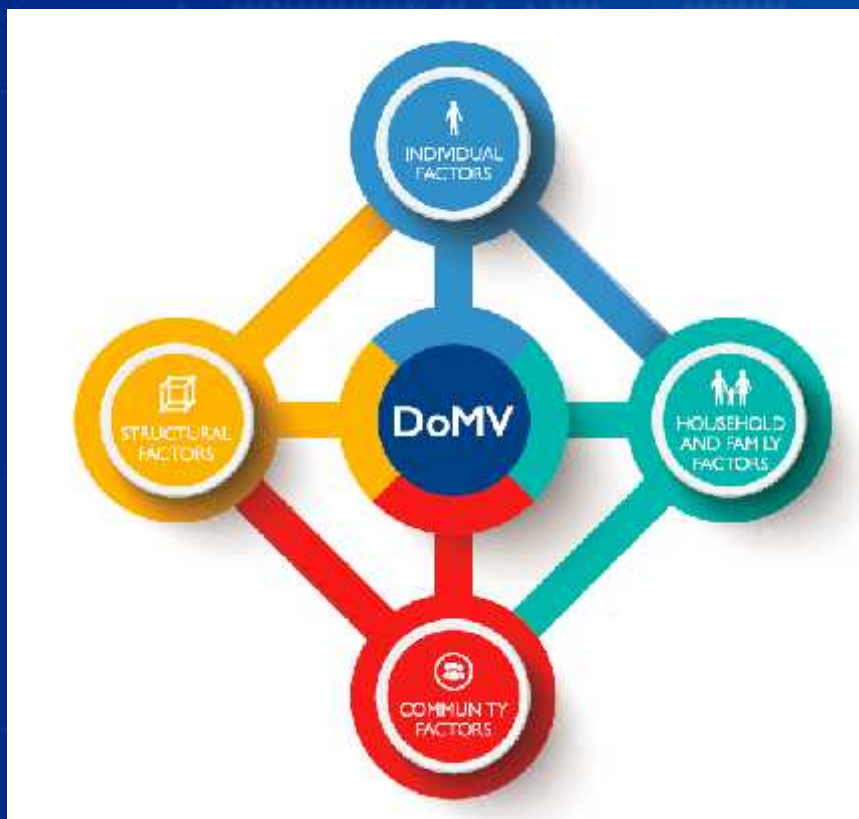 INDIVIDUAL
FACTORS
STRUCTURAL
FACTORS
DoMV
HOUSEHOLD
AND FAMILY
FACTORS
COMMUNITY
FACTORS